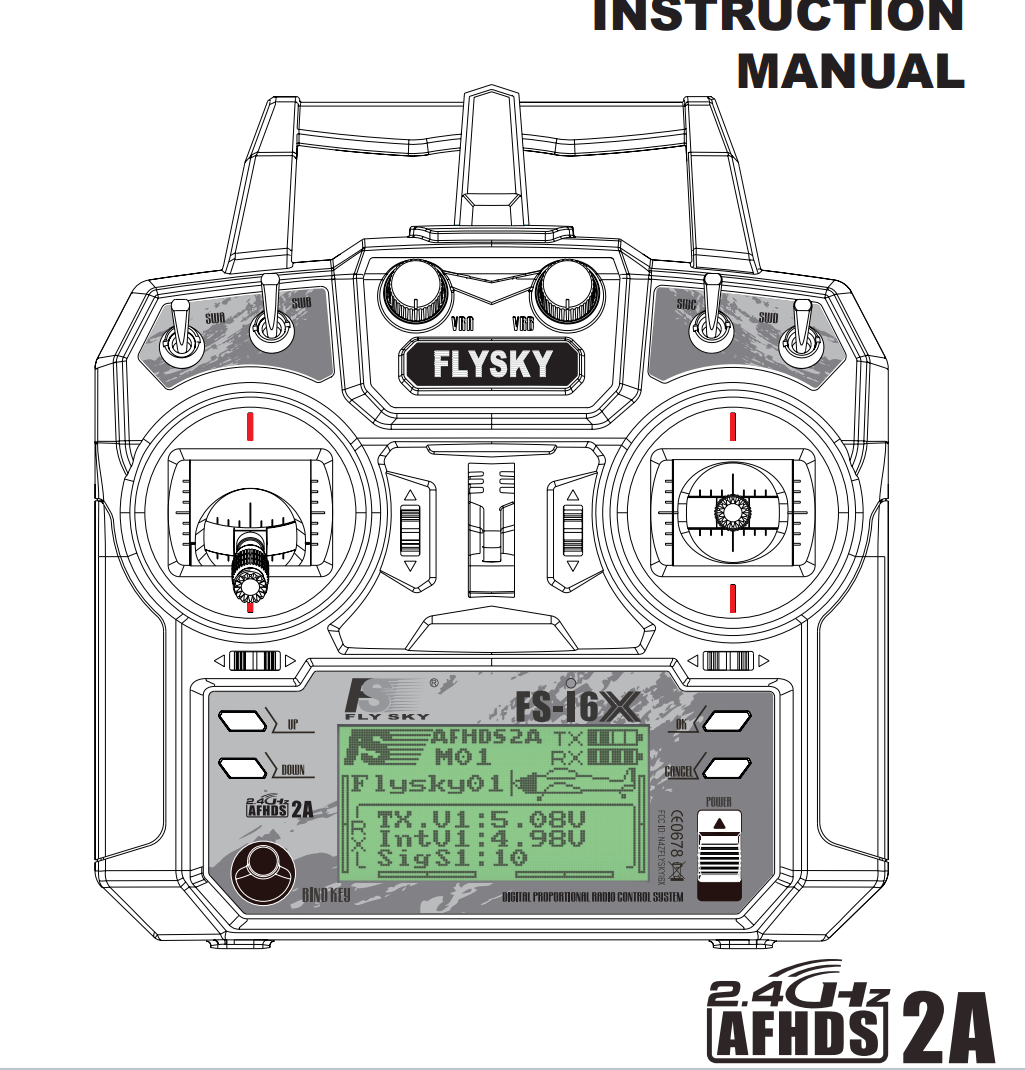 INSTRUCTION
MANUAL
SWA
SWB
SWC
SWD
VRA
VRB
FLYSKY
FS
®
FLY SKY
FS-i6X
UP
DOWN
OK
CANCEL
FS
AFHDS2A
M01
TX
RX
Flysky01
RX
TX.V1:5.08V
IntV1:4.98V
SigS1:10
2.4GHz
AFHDS 2A
BIND KEY
POWER
CE0678
FCC ID: N4ZFLYSKYI6X
DIGITAL PROPORTIONAL RADIO CONTROL SYSTEM
2.4GHz
AFHDS 2A